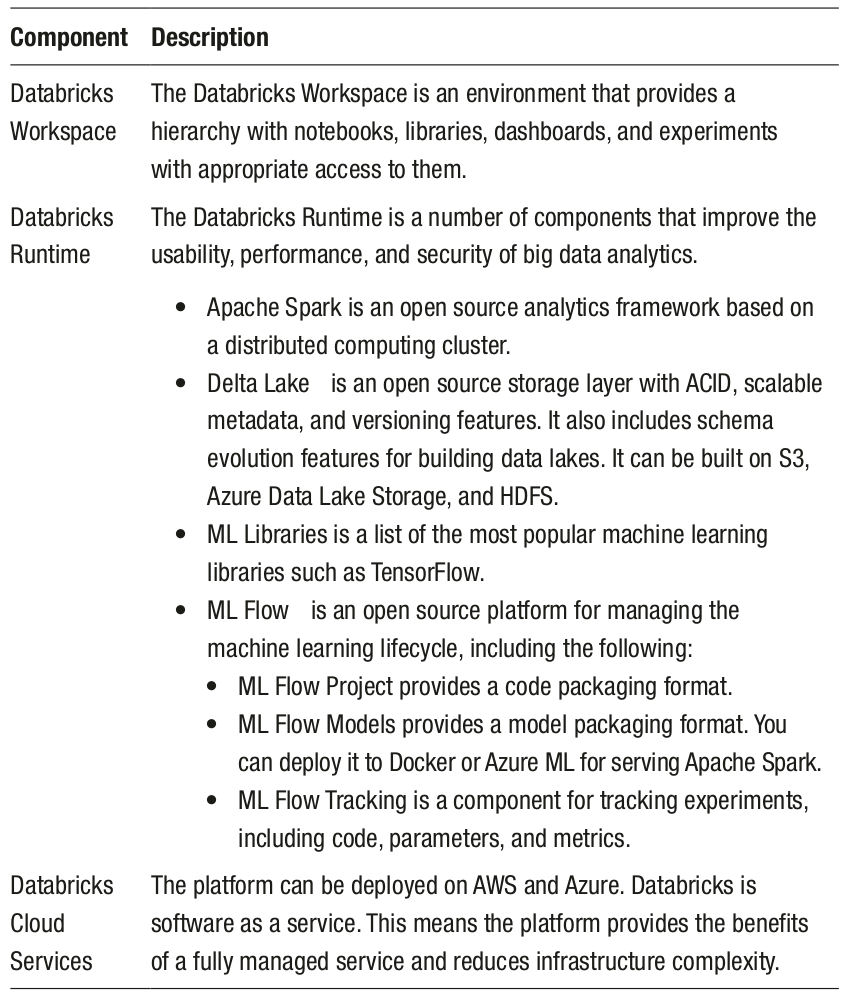 Component Description
Databricks The Databricks Workspace is an environment that provides a
Workspace hierarchy with notebooks, libraries, dashboards, and experiments
with appropriate access to them.
Databricks The Databricks Runtime is a number of components that improve the
Runtime usability, performance, and security of big data analytics.
• Apache Spark is an open source analytics framework based on
a distributed computing cluster.
• Delta Lake is an open source storage layer with ACID, scalable
metadata, and versioning features. It also includes schema
evolution features for building data lakes. It can be built on S3,
Azure Data Lake Storage, and HDFS.
• ML Libraries is a list of the most popular machine learning
libraries such as TensorFlow.
• ML Flow is an open source platform for managing the
machine learning lifecycle, including the following:
• ML Flow Project provides a code packaging format.
• ML Flow Models provides a model packaging format. You
can deploy it to Docker or Azure ML for serving Apache Spark.
• ML Flow Tracking is a component for tracking experiments,
including code, parameters, and metrics.
Databricks The platform can be deployed on AWS and Azure. Databricks is
Cloud software as a service. This means the platform provides the benefits
Services of a fully managed service and reduces infrastructure complexity.